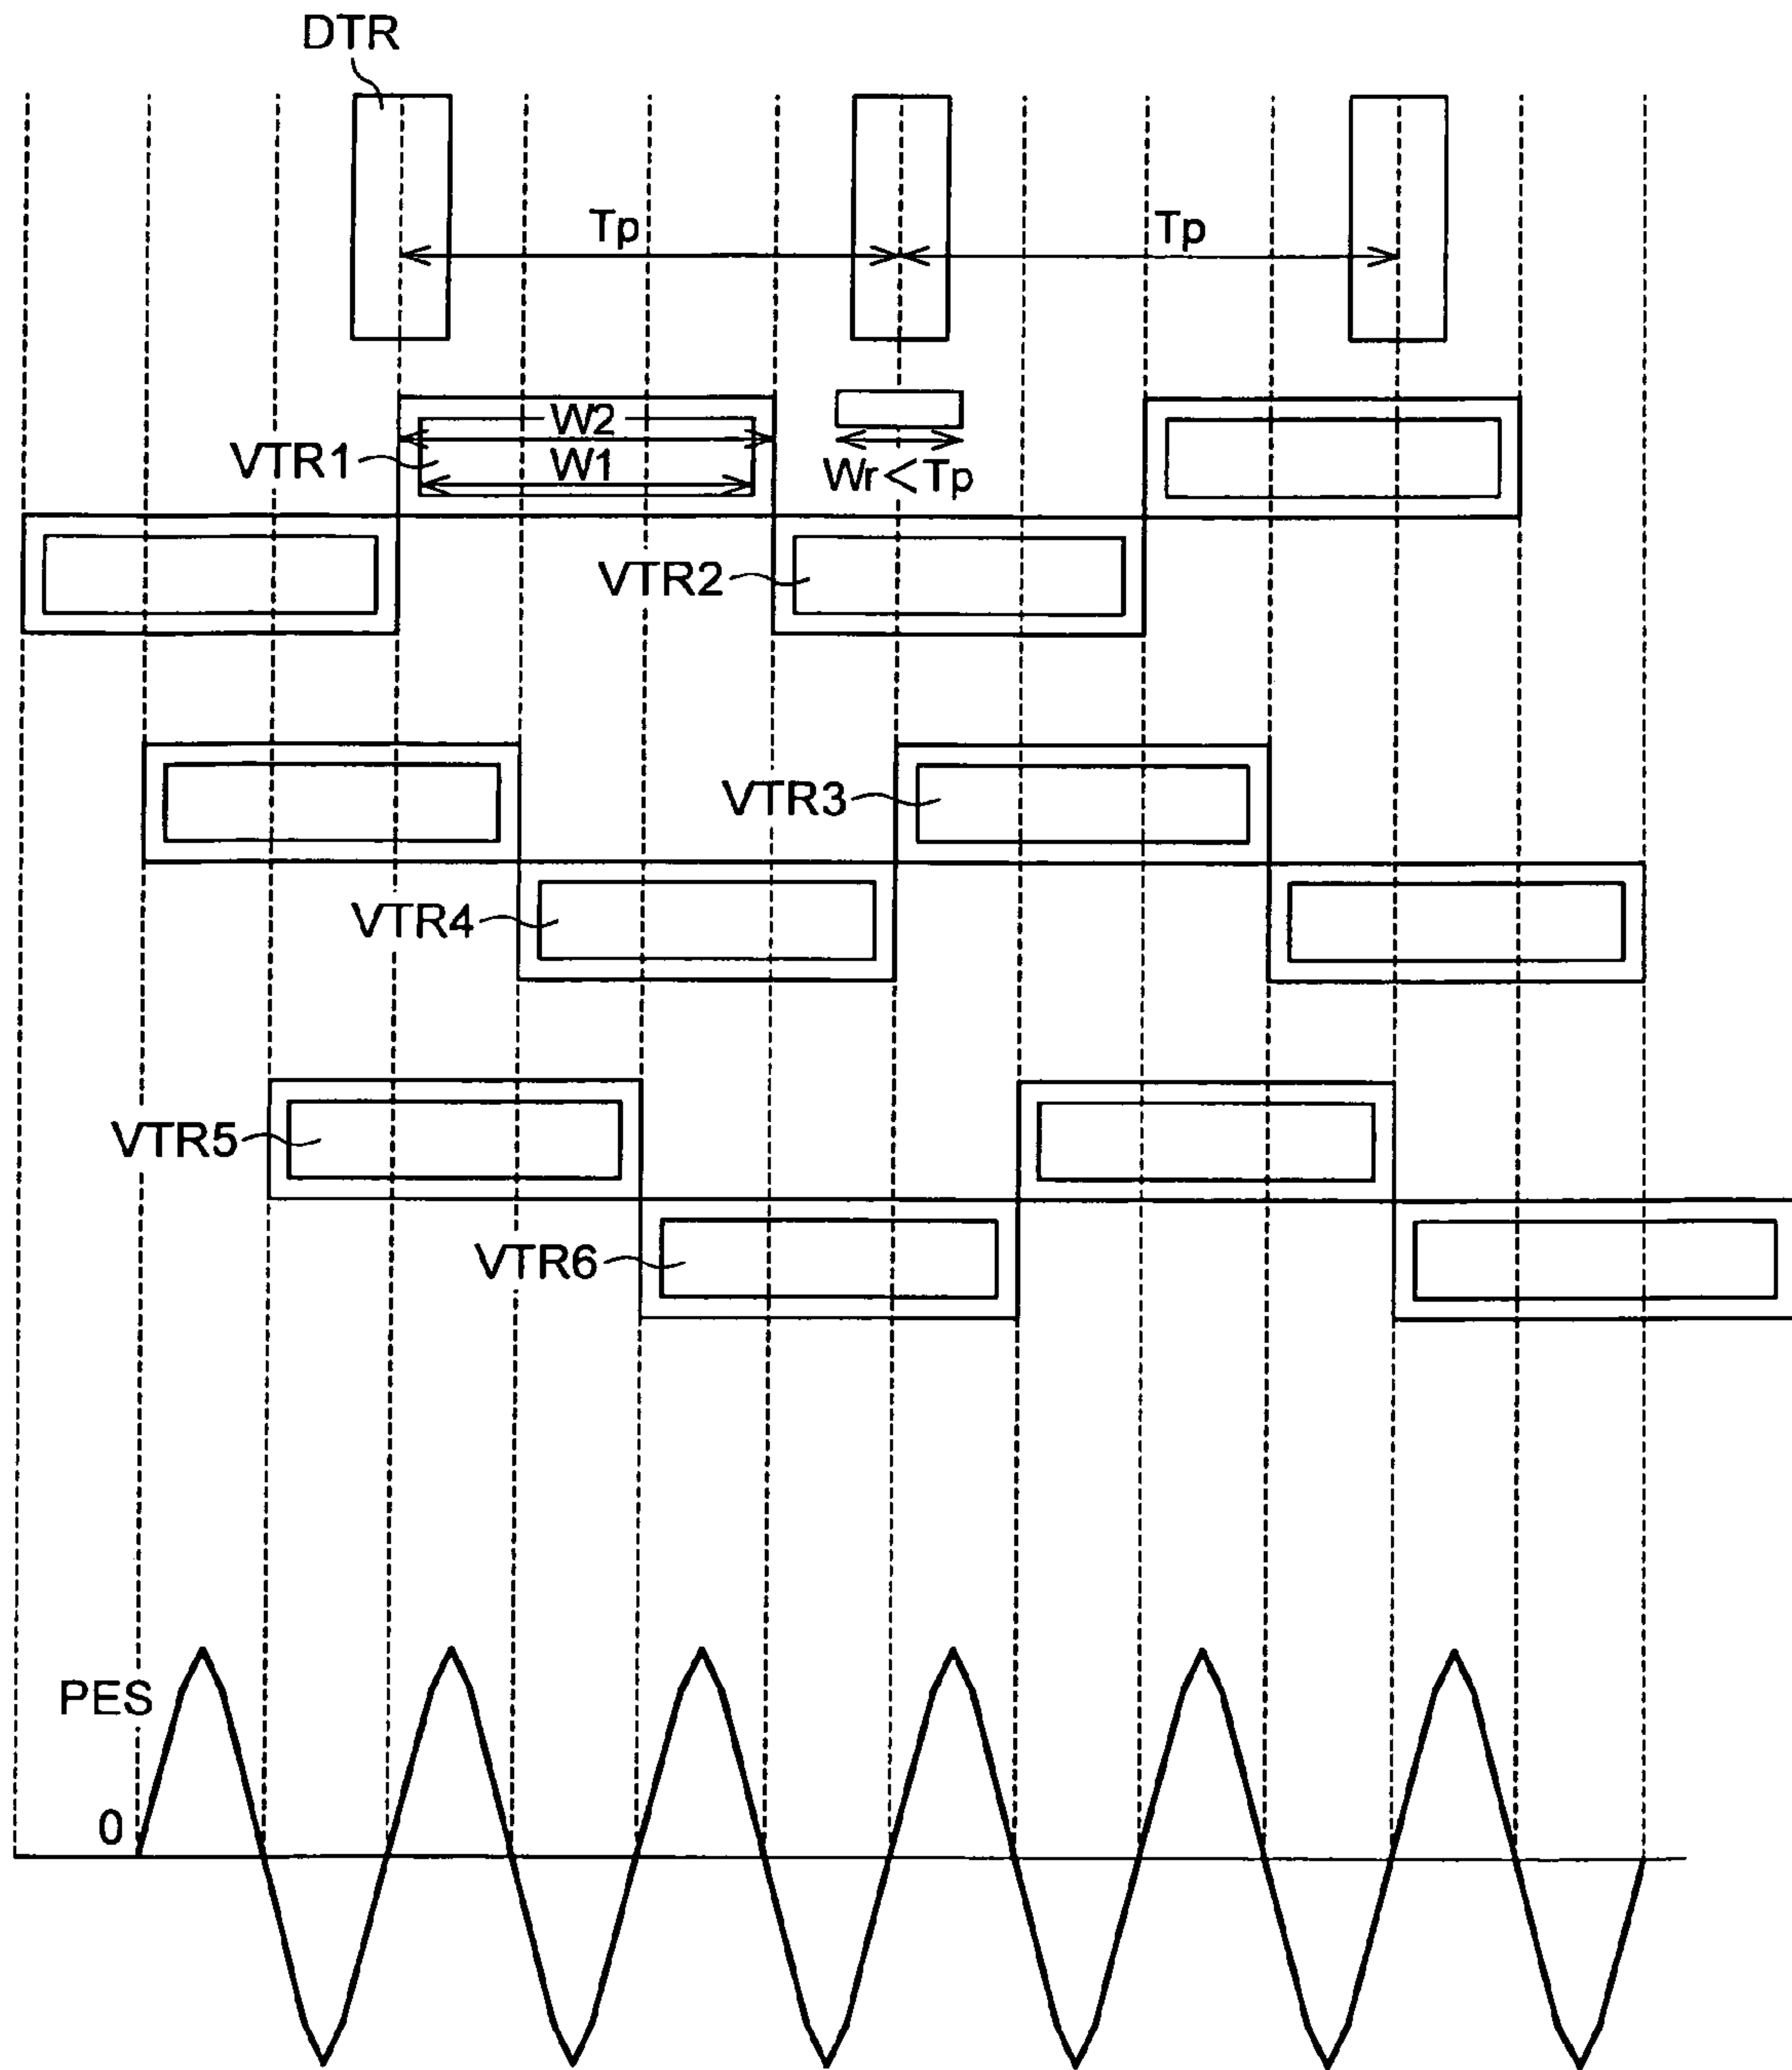 DTR
Tp
Tp
W2
VTR1
W1
Wr<Tp
VTR2
VTR3
VTR4
VTR5
VTR6
PES
0